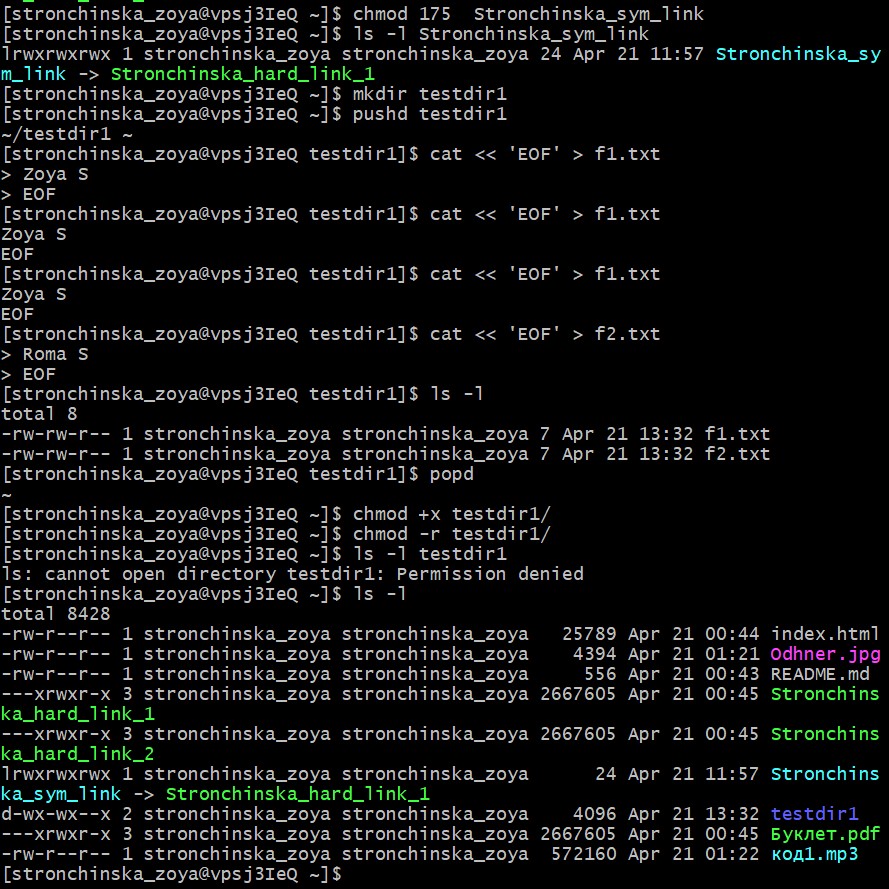 [stronchinska_zoya@vpsj3IeQ ~]$ chmod 175  Stronchinska_sym_link
[stronchinska_zoya@vpsj3IeQ ~]$ ls -l Stronchinska_sym_link
lrwxrwxrwx 1 stronchinska_zoya stronchinska_zoya 24 Apr 21 11:57 Stronchinska_sy
m_link -> Stronchinska_hard_link_1
[stronchinska_zoya@vpsj3IeQ ~]$ mkdir testdir1
[stronchinska_zoya@vpsj3IeQ ~]$ pushd testdir1
~/testdir1 ~
[stronchinska_zoya@vpsj3IeQ testdir1]$ cat << 'EOF' > f1.txt
> Zoya S
> EOF
[stronchinska_zoya@vpsj3IeQ testdir1]$ cat << 'EOF' > f1.txt
Zoya S
EOF
[stronchinska_zoya@vpsj3IeQ testdir1]$ cat << 'EOF' > f1.txt
Zoya S
EOF
[stronchinska_zoya@vpsj3IeQ testdir1]$ cat << 'EOF' > f2.txt
> Roma S
> EOF
[stronchinska_zoya@vpsj3IeQ testdir1]$ ls -l
total 8
-rw-rw-r-- 1 stronchinska_zoya stronchinska_zoya 7 Apr 21 13:32 f1.txt
-rw-rw-r-- 1 stronchinska_zoya stronchinska_zoya 7 Apr 21 13:32 f2.txt
[stronchinska_zoya@vpsj3IeQ testdir1]$ popd
~
[stronchinska_zoya@vpsj3IeQ ~]$ chmod +x testdir1/
[stronchinska_zoya@vpsj3IeQ ~]$ chmod -r testdir1/
[stronchinska_zoya@vpsj3IeQ ~]$ ls -l testdir1
ls: cannot open directory testdir1: Permission denied
[stronchinska_zoya@vpsj3IeQ ~]$ ls -l
total 8428
-rw-r--r-- 1 stronchinska_zoya stronchinska_zoya   25789 Apr 21 00:44 index.html
-rw-r--r-- 1 stronchinska_zoya stronchinska_zoya    4394 Apr 21 01:21 Odhner.jpg
-rw-r--r-- 1 stronchinska_zoya stronchinska_zoya     556 Apr 21 00:43 README.md
---xrwxr-x 3 stronchinska_zoya stronchinska_zoya 2667605 Apr 21 00:45 Stronchins
ka_hard_link_1
---xrwxr-x 3 stronchinska_zoya stronchinska_zoya 2667605 Apr 21 00:45 Stronchins
ka_hard_link_2
lrwxrwxrwx 1 stronchinska_zoya stronchinska_zoya      24 Apr 21 11:57 Stronchins
ka_sym_link -> Stronchinska_hard_link_1
d-wx-wx--x 2 stronchinska_zoya stronchinska_zoya    4096 Apr 21 13:32 testdir1
---xrwxr-x 3 stronchinska_zoya stronchinska_zoya 2667605 Apr 21 00:45 Буклет.pdf
-rw-r--r-- 1 stronchinska_zoya stronchinska_zoya  572160 Apr 21 01:22 код1.mp3
[stronchinska_zoya@vpsj3IeQ ~]$